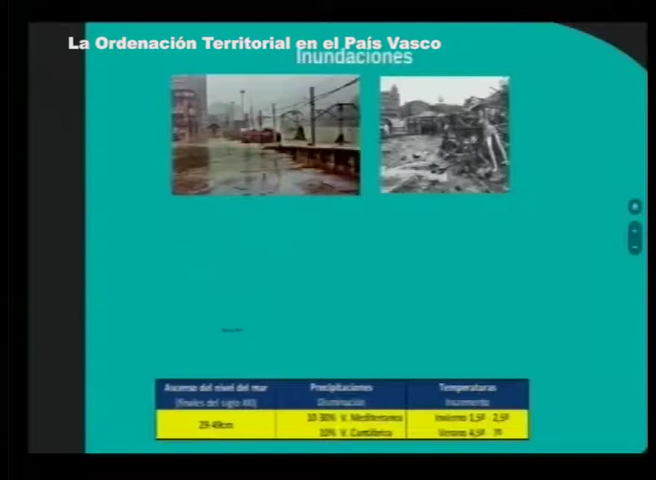 La Ordenación Territorial en el País Vasco
Inundaciones
Ascenso del nivel del mar
(finales del siglo XXI)
Precipitaciones
Disminución
Temperaturas
Incremento
29-49cm
10-30% V. Mediterranea
10% V. Cantábrica
Invierno 1,5º 2,5º
Verano 4,5º 7º